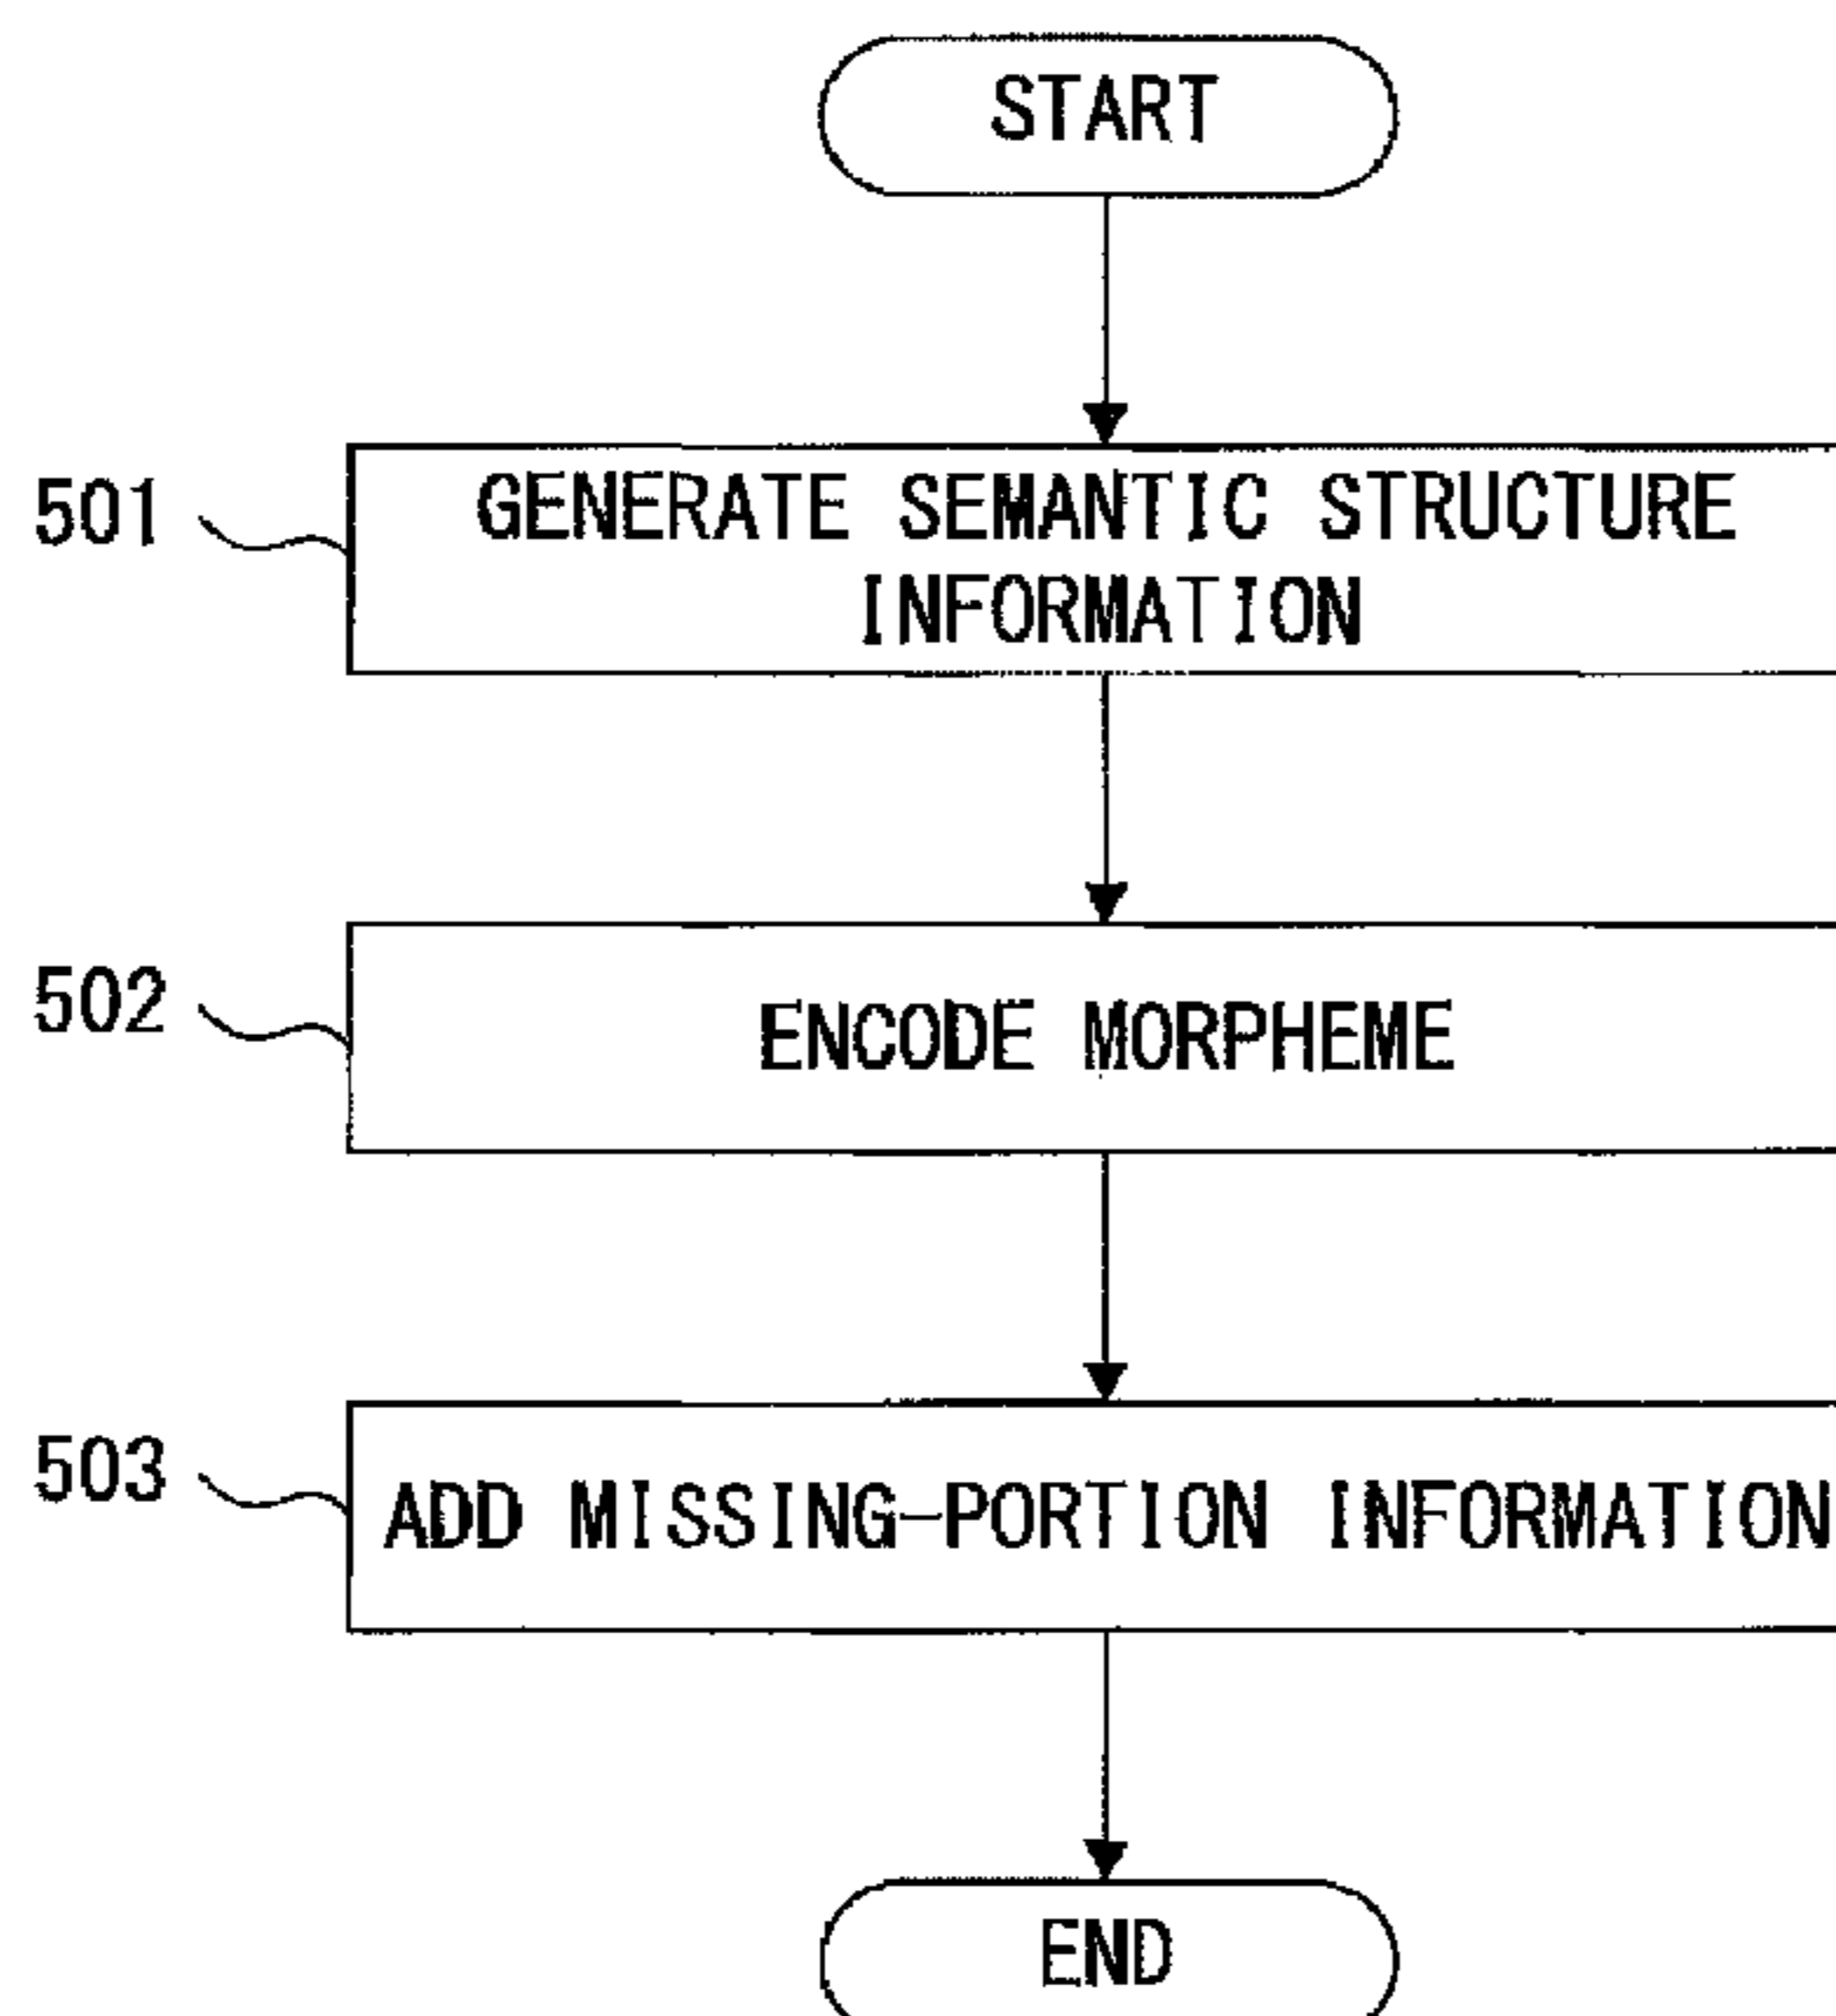 START
501
GENERATE SEMANTIC STRUCTURE
INFORMATION
502
ENCODE MORPHEME
503
ADD MISSING-PORTION INFORMATION
END